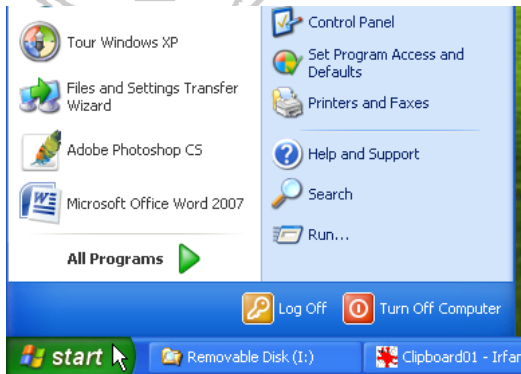 Tour Windows XP
Files and Settings Transfer
Wizard
Adobe Photoshop CS
Microsoft Office Word 2007
All Programs
Control Panel
Set Program Access and
Defaults
Printers and Faxes
Help and Support
Search
Run...
Log Off
Turn Off Computer
start
Removable Disk (I:)
Clipboard01 - Irfan